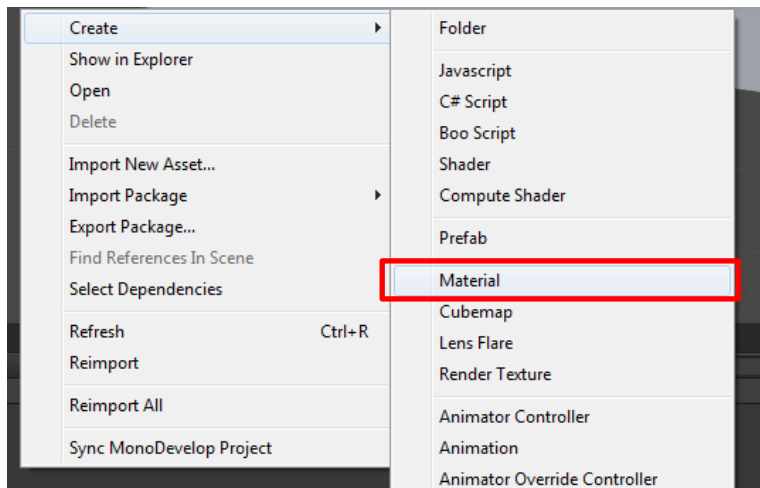 Create
Show in Explorer
Open
Delete
Import New Asset...
Import Package
Export Package...
Find References In Scene
Select Dependencies
Refresh Ctrl+R
Reimport
Reimport All
Sync MonoDevelop Project
Folder
Javascript
C# Script
Boo Script
Shader
Compute Shader
Prefab
Material
Cubemap
Lens Flare
Render Texture
Animator Controller
Animation
Animator Override Controller